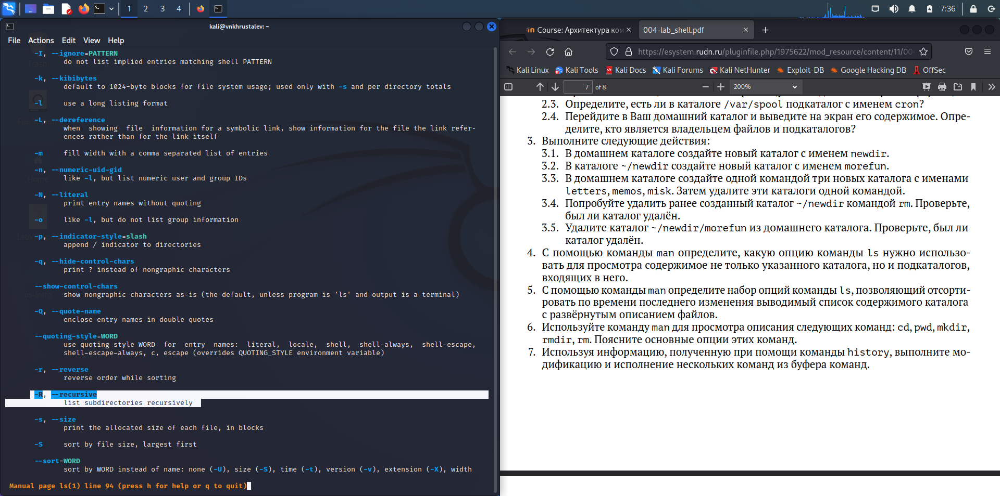 1
2
3
4
7:36
kali@vnkhrustalev: ~
File Actions Edit View Help
-I, --ignore=PATTERN
do not list implied entries matching shell PATTERN
-k, --kibibytes
default to 1024-byte blocks for file system usage; used only with -s and per directory totals
-l use a long listing format
-L, --dereference
when showing file information for a symbolic link, show information for the file the link refer-
ences rather than for the link itself
-m fill width with a comma separated list of entries
-n, --numeric-uid-gid
like -l, but list numeric user and group IDs
-N, --literal
print entry names without quoting
-o like -l, but do not list group information
-p, --indicator-style=slash
append / indicator to directories
-q, --hide-control-chars
print ? instead of nongraphic characters
--show-control-chars
show nongraphic characters as-is (the default, unless program is 'ls' and output is a terminal)
-Q, --quote-name
enclose entry names in double quotes
--quoting-style=WORD
use quoting style WORD for entry names: literal, locale, shell, shell-always, shell-escape,
shell-escape-always, c, escape (overrides QUOTING_STYLE environment variable)
-r, --reverse
reverse order while sorting
-R, --recursive
list subdirectories recursively
-s, --size
print the allocated size of each file, in blocks
-S sort by file size, largest first
--sort=WORD
sort by WORD instead of name: none (-U), size (-S), time (-t), version (-v), extension (-X), width
Manual page ls(1) line 94 (press h for help or q to quit)
Trash
Home
Course: Архитектура ком
004-lab_shell.pdf
https://esystem.rudn.ru/pluginfile.php/1975622/mod_resource/content/11/00
Kali Linux Kali Tools Kali Docs Kali Forums Kali NetHunter Exploit-DB Google Hacking DB OffSec
7 of 8
200%
2.3. Определите, есть ли в каталоге /var/spool подкаталог с именем cron?
2.4. Перейдите в Ваш домашний каталог и выведите на экран его содержимое. Опре-
делите, кто является владельцем файлов и подкаталогов?
3. Выполните следующие действия:
3.1. В домашнем каталоге создайте новый каталог с именем newdir.
3.2. В каталоге ~/newdir создайте новый каталог с именем morefun.
3.3. В домашнем каталоге создайте одной командой три новых каталога с именами
letters, memos, misk. Затем удалите эти каталоги одной командой.
3.4. Попробуйте удалить ранее созданный каталог ~/newdir командой rm. Проверьте,
был ли каталог удалён.
3.5. Удалите каталог ~/newdir/morefun из домашнего каталога. Проверьте, был ли
каталог удалён.
4. С помощью команды man определите, какую опцию команды ls нужно использо-
вать для просмотра содержимое не только указанного каталога, но и подкаталогов,
входящих в него.
5. С помощью команды man определите набор опций команды ls, позволяющий отсорти-
ровать по времени последнего изменения выводимый список содержимого каталога
с развёрнутым описанием файлов.
6. Используйте команду man для просмотра описания следующих команд: cd, pwd, mkdir,
rmdir, rm. Поясните основные опции этих команд.
7. Используя информацию, полученную при помощи команды history, выполните мо-
дификацию и исполнение нескольких команд из буфера команд.